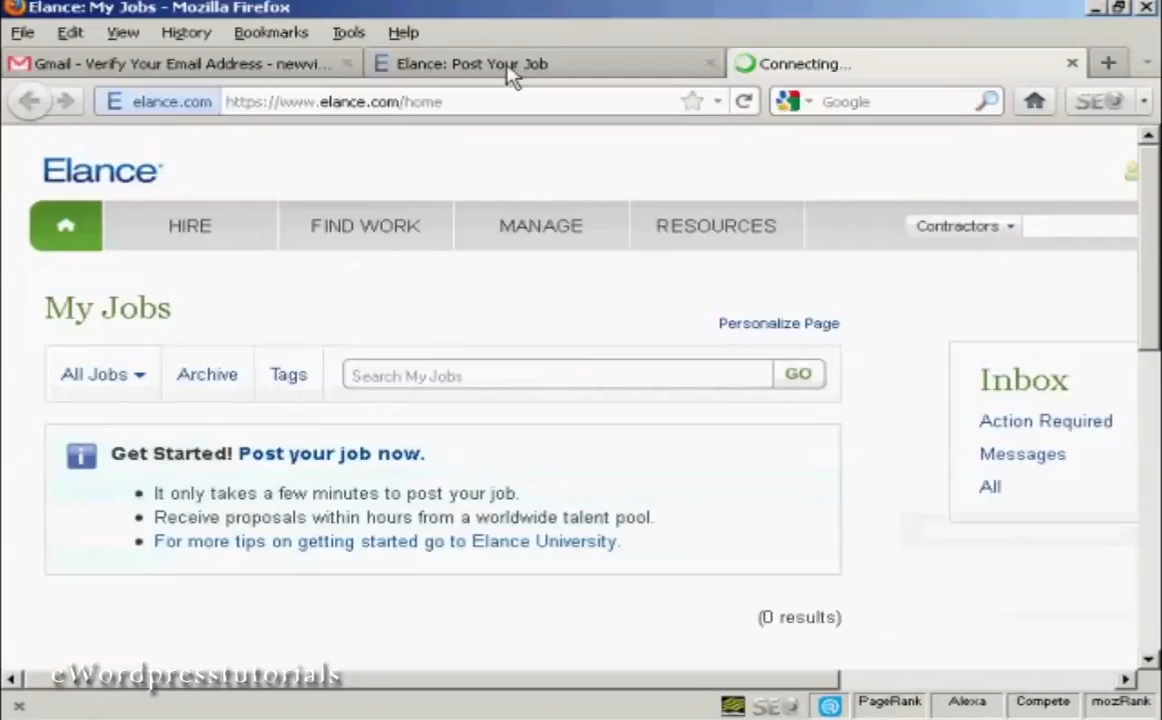 Elance: My Jobs - Mozilla Firefox
File Edit View History Bookmarks Tools Help
Gmail - Verify Your Email Address - newvi... Elance: Post Your Job Connecting...
elance.com https://www.elance.com/home Google
Elance
HIRE FIND WORK MANAGE RESOURCES Contractors
My Jobs
Personalize Page
All Jobs Archive Tags Search My Jobs GO
Inbox
Action Required
Messages
All
Get Started! Post your job now.
It only takes a few minutes to post your job.
Receive proposals within hours from a worldwide talent pool.
For more tips on getting started go to Elance University.
(0 results)
eWordpresstutorials
PageRank Alexa Compete mozRank